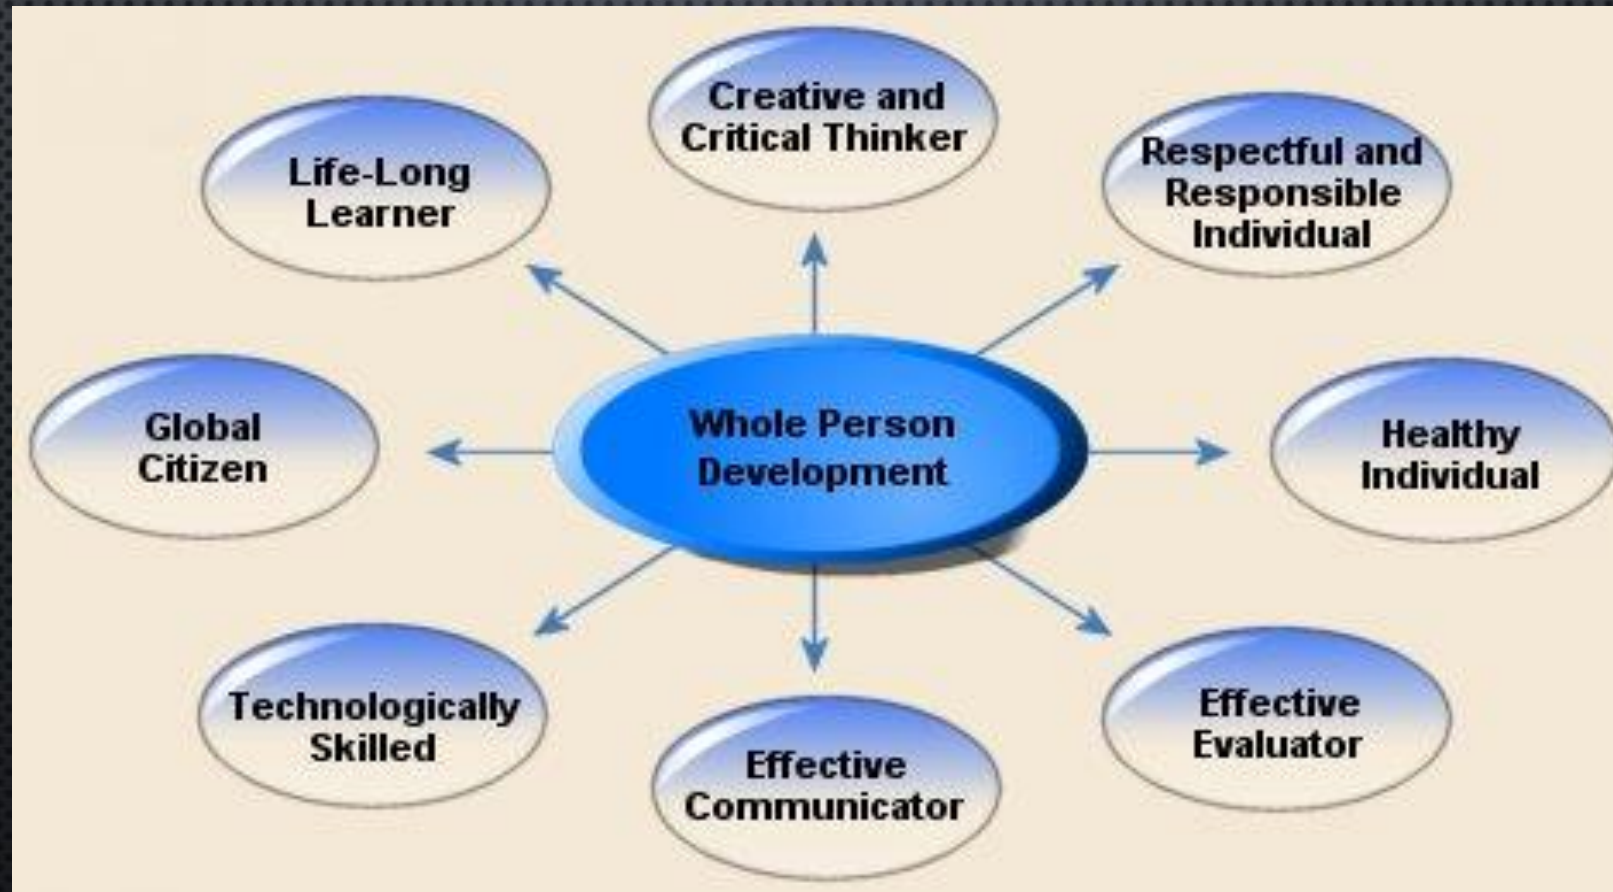 Creative and
Critical Thinker
Respectful and
Responsible
Individual
Life-Long
Learner
Whole Person
Development
Global
Citizen
Healthy
Individual
Technologically
Skilled
Effective
Evaluator
Effective
Communicator